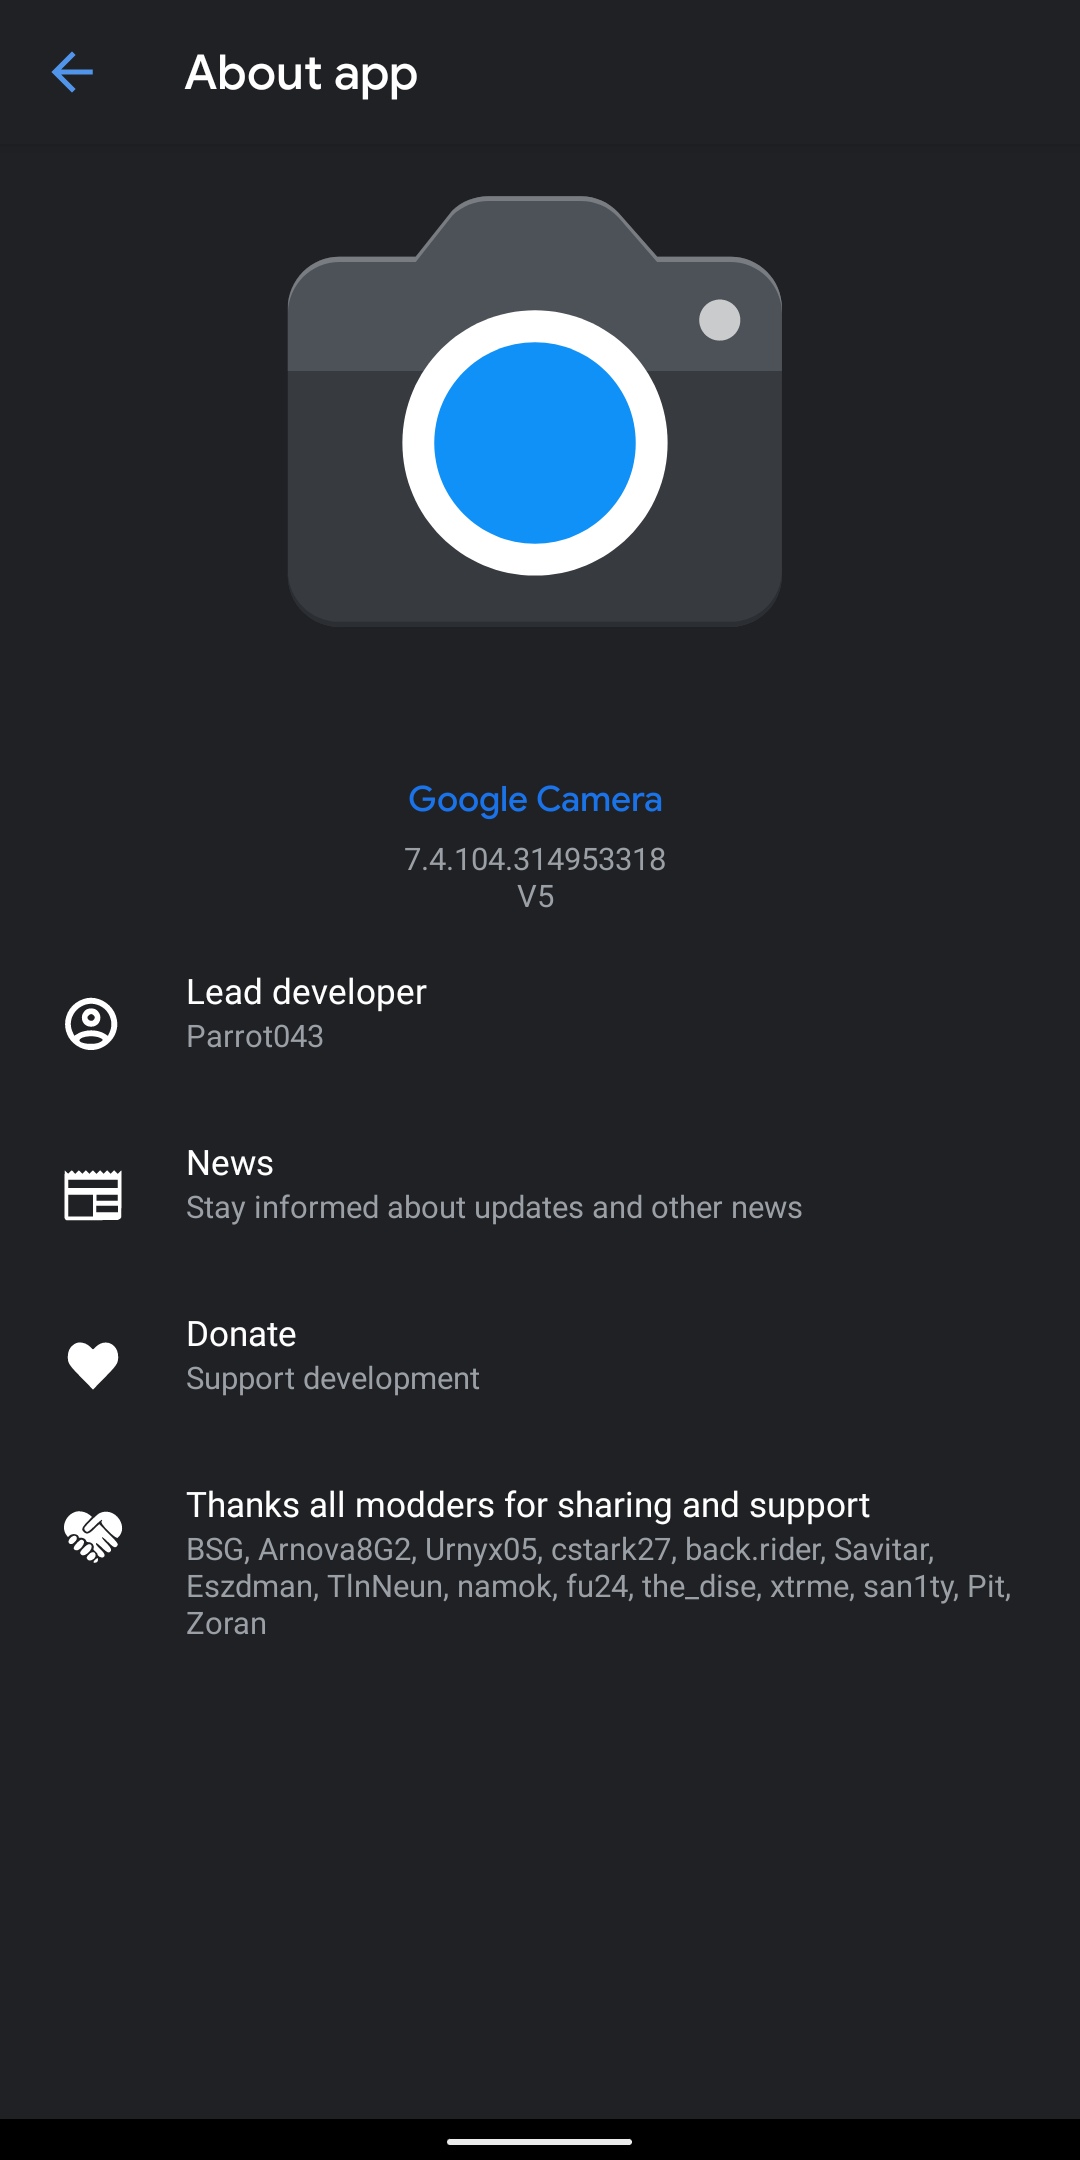 About app
Google Camera
7.4.104.314953318
V5
Lead developer
Parrot043
News
Stay informed about updates and other news
Donate
Support development
Thanks all modders for sharing and support
BSG, Arnova8G2, Urnyx05, cstark27, back.rider, Savitar,
Eszdman, TlnNeun, namok, fu24, the_dise, xtrme, san1ty, Pit,
Zoran